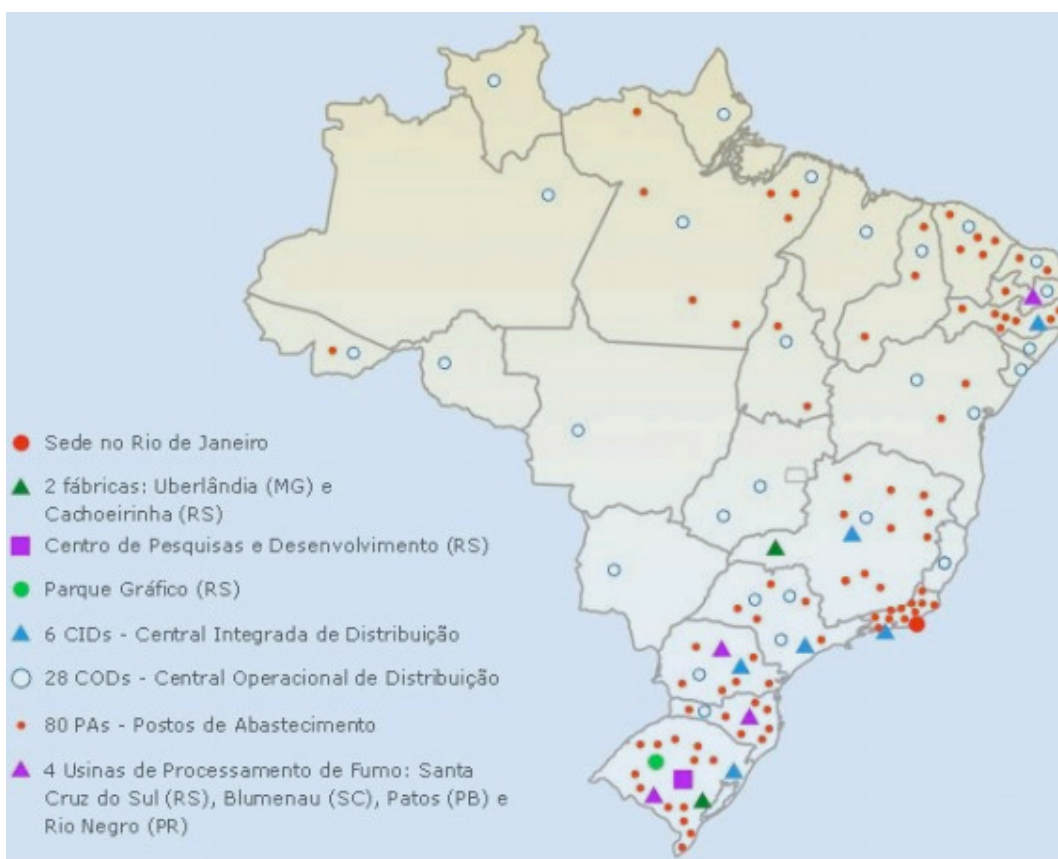 Sede no Rio de Janeiro
2 fábricas: Uberlândia (MG) e
Cachoeirinha (RS)
Centro de Pesquisas e Desenvolvimento (RS)
Parque Gráfico (RS)
6 CIDs - Central Integrada de Distribuição
28 CODs - Central Operacional de Distribuição
80 PAs - Postos de Abastecimento
4 Usinas de Processamento de Fumo: Santa
Cruz do Sul (RS), Blumenau (SC), Patos (PB) e
Rio Negro (PR)